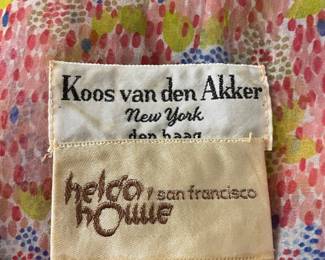 Koos van den Akker
New York
den haag
helga
howie san francisco